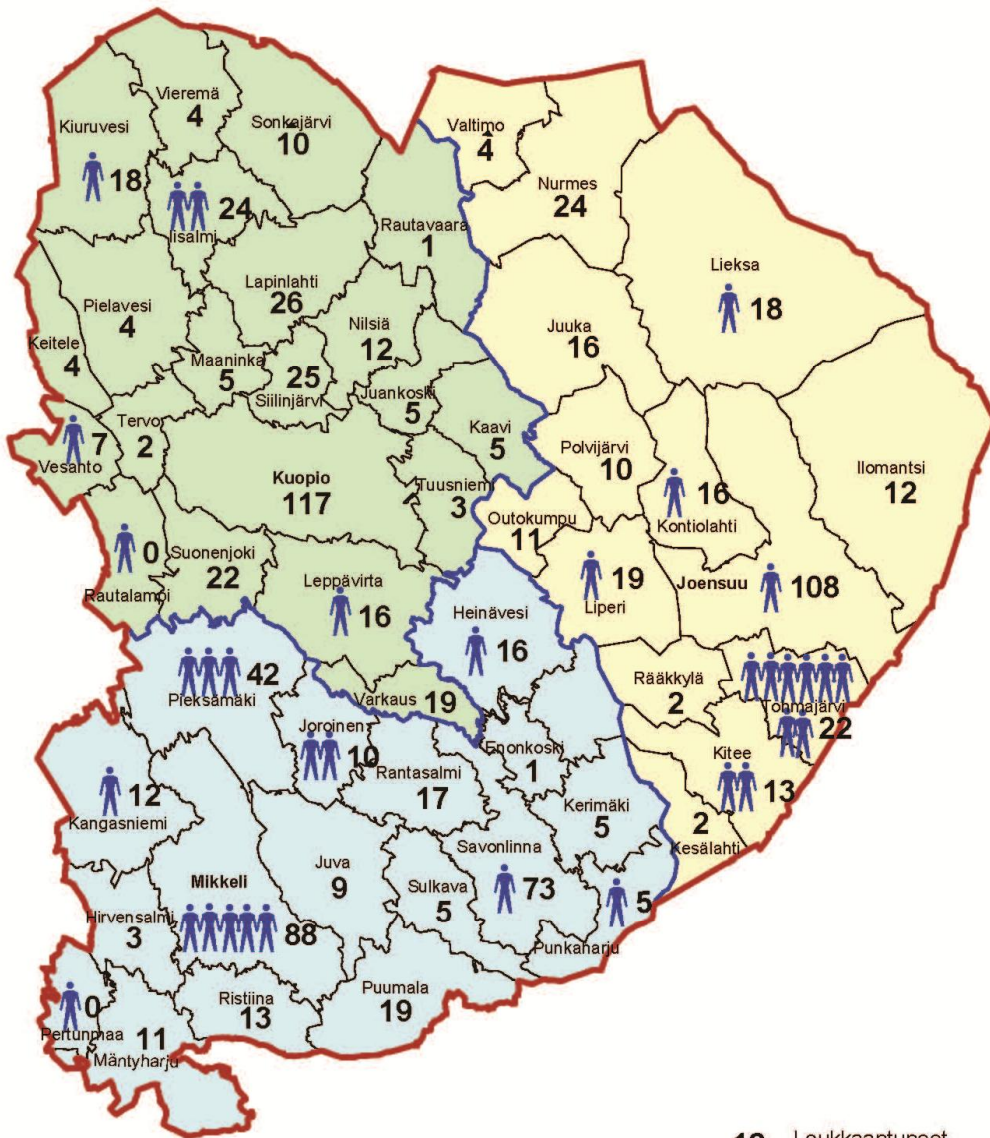 Vieremä
4
Kiuruvesi
18
Sonkajärvi
10
Valtimo
4
Nurmes
24
24
Iisalmi
Rautavaara
1
Lieksa
18
Lapinlahti
26
Pielavesi
4
Keitele
4
Nilsiä
12
Juuka
16
Maaninka
5
25
Siilinjärvi
Juankoski
5
Kaavi
5
Tervo
2
7
Vesanto
Polvijärvi
10
Ilomantsi
12
16
Kontiolahti
Kuopio
117
Tuusniemi
3
Outokumpu
11
0
Rautalampi
Suonenjoki
22
Leppävirta
16
19
Liperi
Joensuu
108
Heinävesi
16
42
Pieksämäki
Varkaus 19
Rääkkylä
2
Tohmajärvi
22
Joroinen
10
Enonkoski
1
Rantasalmi
17
Kitee
13
12
Kangasniemi
Kerimäki
5
2
Kesälahti
Juva
9
Savonlinna
73
Mikkeli
88
Sulkava
5
5
Punkaharju
Hirvensalmi
3
Puumala
19
Ristiina
13
0
Pertunmaa
11
Mäntyharju